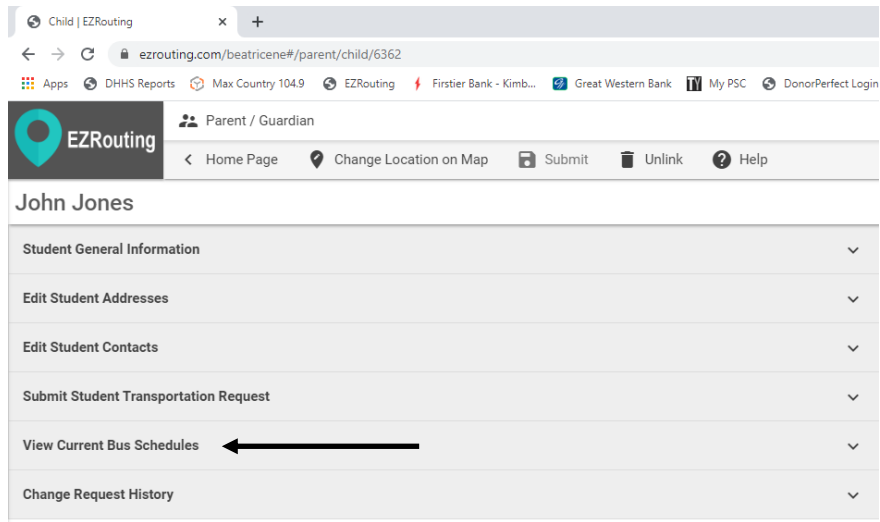 Child | EZRouting
ezrouting.com/beatricene#/parent/child/6362
Apps DHHS Reports Max Country 104.9 EZRouting Firstier Bank - Kimb... Great Western Bank TY My PSC DonorPerfect Login
EZRouting
Parent / Guardian
Home Page Change Location on Map Submit Unlink Help
John Jones
Student General Information
Edit Student Addresses
Edit Student Contacts
Submit Student Transportation Request
View Current Bus Schedules
Change Request History